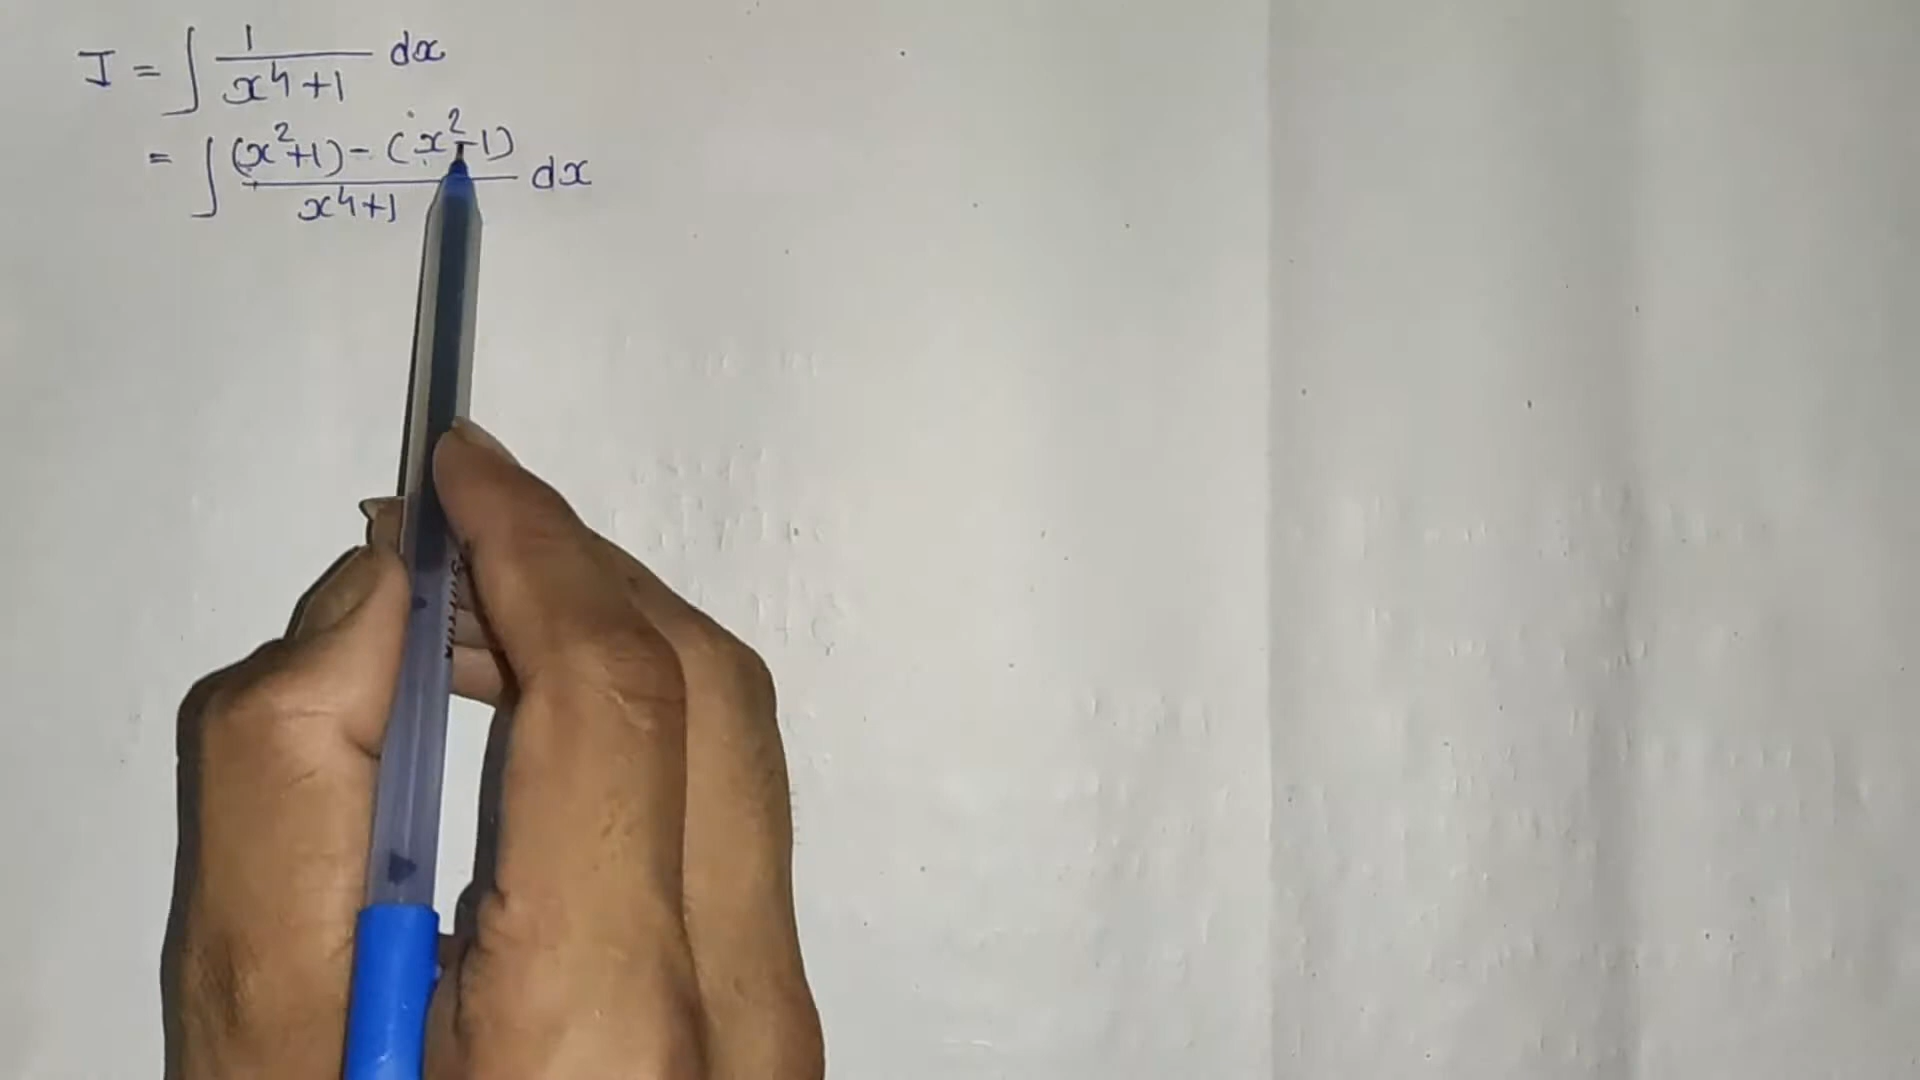 I = ∫ 1/(x⁴+1) dx
= ∫ ((x²+1) - (x²-1))/(x⁴+1) dx